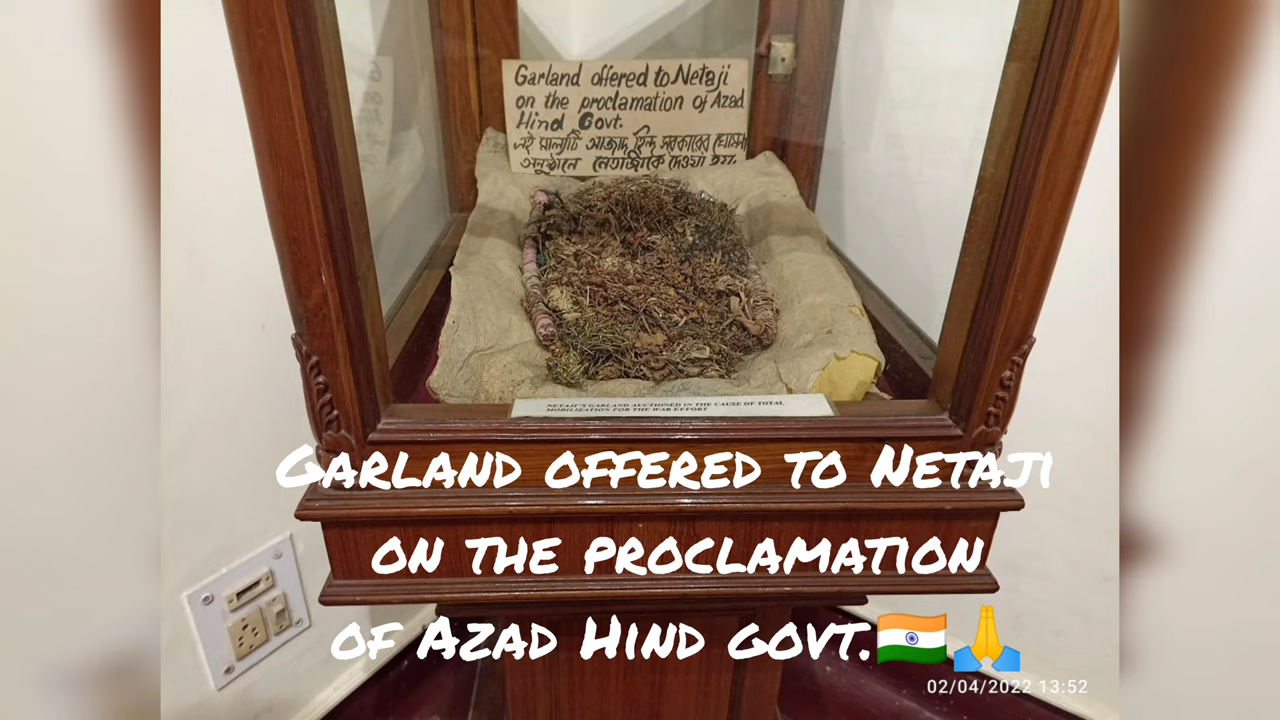 Garland offered to Netaji
on the proclamation of Azad
Hind Govt.
এই মাল্যটি আজাদ হিন্দ সরকারের ঘোষনা
অনুষ্ঠানে নেতাজীকে দেওয়া হয়.
NETAJI'S GARLAND AUCTIONED IN THE CAUSE OF TOTAL
MOBILIZATION FOR THE WAR EFFORT
GARLAND OFFERED TO NETAJI
ON THE PROCLAMATION
OF AZAD HIND GOVT.🇮🇳🙏
02/04/2022 13:52